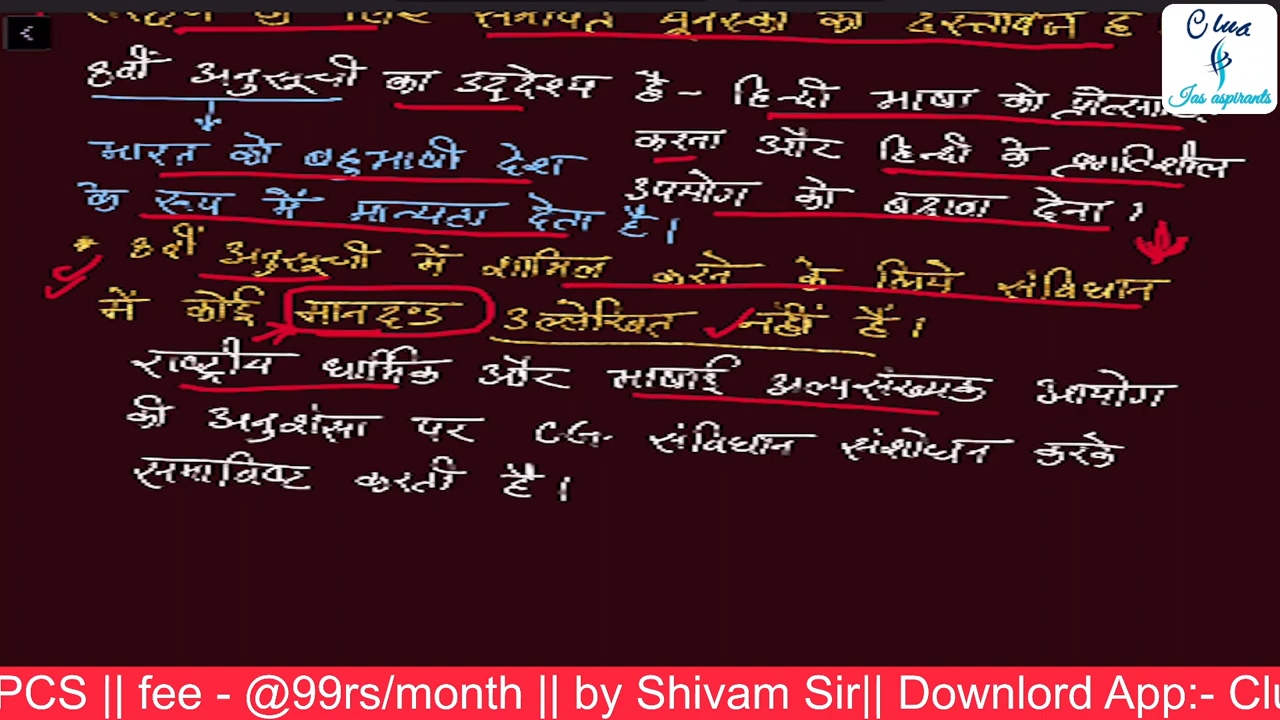 के लिए समर्पित यूनेस्को का दस्तावेज है
Clua
Ias aspirants
8वीं अनुसूची का उद्देश्य है - हिन्दी भाषा को
करना और हिन्दी के प्रगतिशील
भारत को बहुभाषी देश
उपयोग को बढ़ावा देना।
के रूप में मान्यता देता है।
* 8वीं अनुसूची में शामिल करने के लिये संविधान
में कोई मानदण्ड उल्लेखित नहीं है।
राष्ट्रीय धार्मिक और भाषाई अल्पसंख्यक आयोग
की अनुशंसा पर C.G. संविधान संशोधन करके
समाविष्ट करती है।
PCS || fee - @99rs/month || by Shivam Sir|| Downlord App:- Clu